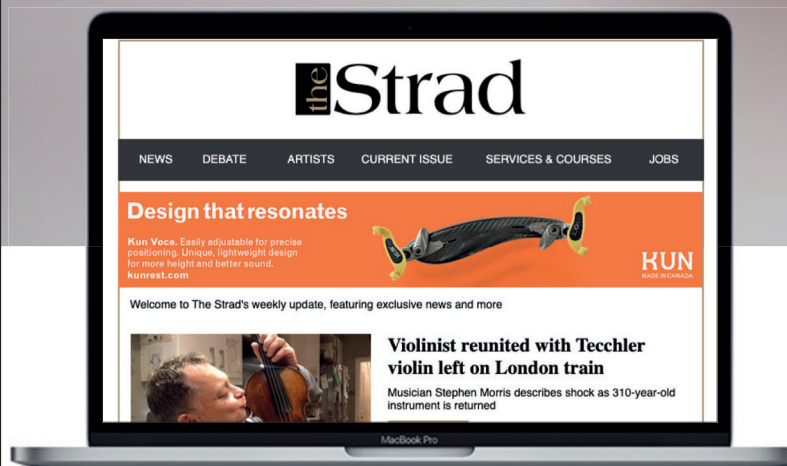 the Strad
NEWS DEBATE ARTISTS CURRENT ISSUE SERVICES & COURSES JOBS
Design that resonates
Kun Voce. Easily adjustable for precise
positioning. Unique, lightweight design
for more height and better sound.
kunrest.com
KUN
MADE IN CANADA
Welcome to The Strad's weekly update, featuring exclusive news and more
Violinist reunited with Tecchler
violin left on London train
Musician Stephen Morris describes shock as 310-year-old
instrument is returned
MacBook Pro